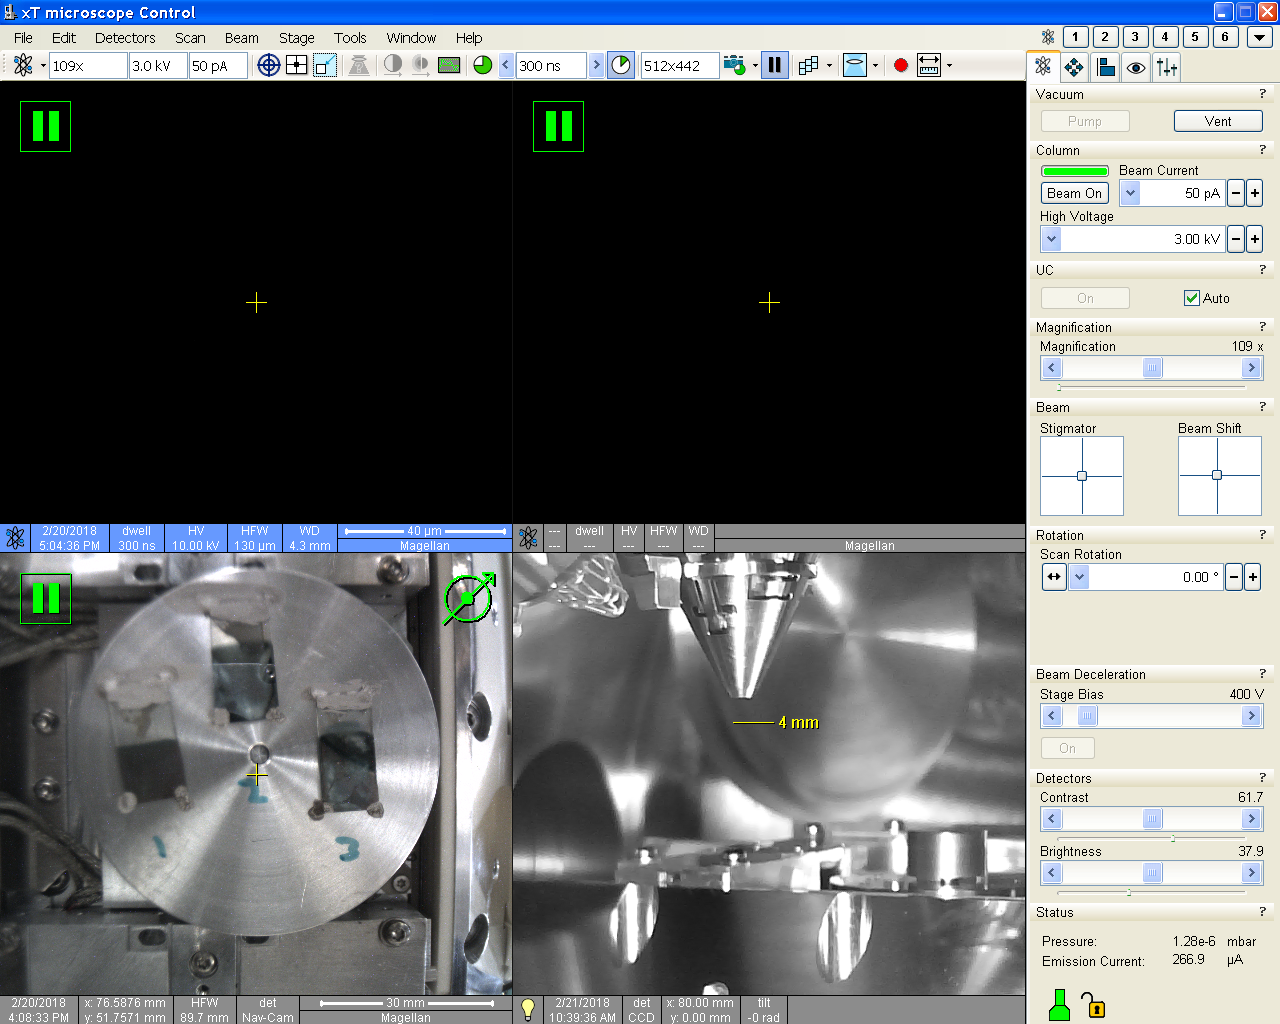 xT microscope Control
File Edit Detectors Scan Beam Stage Tools Window Help
1 2 3 4 5 6
109x 3.0 kV 50 pA 300 ns 512x442
Vacuum ?
Pump Vent
Column ?
Beam Current
Beam On 50 pA − +
High Voltage
3.00 kV − +
UC ?
On Auto
Magnification ?
Magnification 109 x
Beam ?
Stigmator Beam Shift
Rotation ?
Scan Rotation
0.00 ° − +
Beam Deceleration ?
Stage Bias 400 V
On
Detectors ?
Contrast 61.7
Brightness 37.9
Status ?
Pressure: 1.28e-6 mbar
Emission Current: 266.9 µA
2/20/2018 dwell HV HFW WD 40 µm
5:04:36 PM 300 ns 10.00 kV 130 µm 4.3 mm Magellan
--- dwell HV HFW WD
--- --- --- --- --- Magellan
2
1
3
4 mm
2/20/2018 x: 76.5876 mm HFW det 30 mm
4:08:33 PM y: 51.7571 mm 89.7 mm Nav-Cam Magellan
2/21/2018 det x: 80.00 mm tilt
10:39:36 AM CCD y: 0.00 mm -0 rad